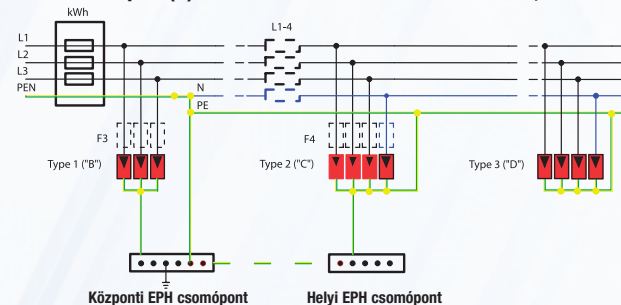 kWh
L1-4
L1
L2
L3
PEN
N
PE
F3
F4
Type 1 ("B")
Type 2 ("C")
Type 3 ("D")
Központi EPH csomópont
Helyi EPH csomópont